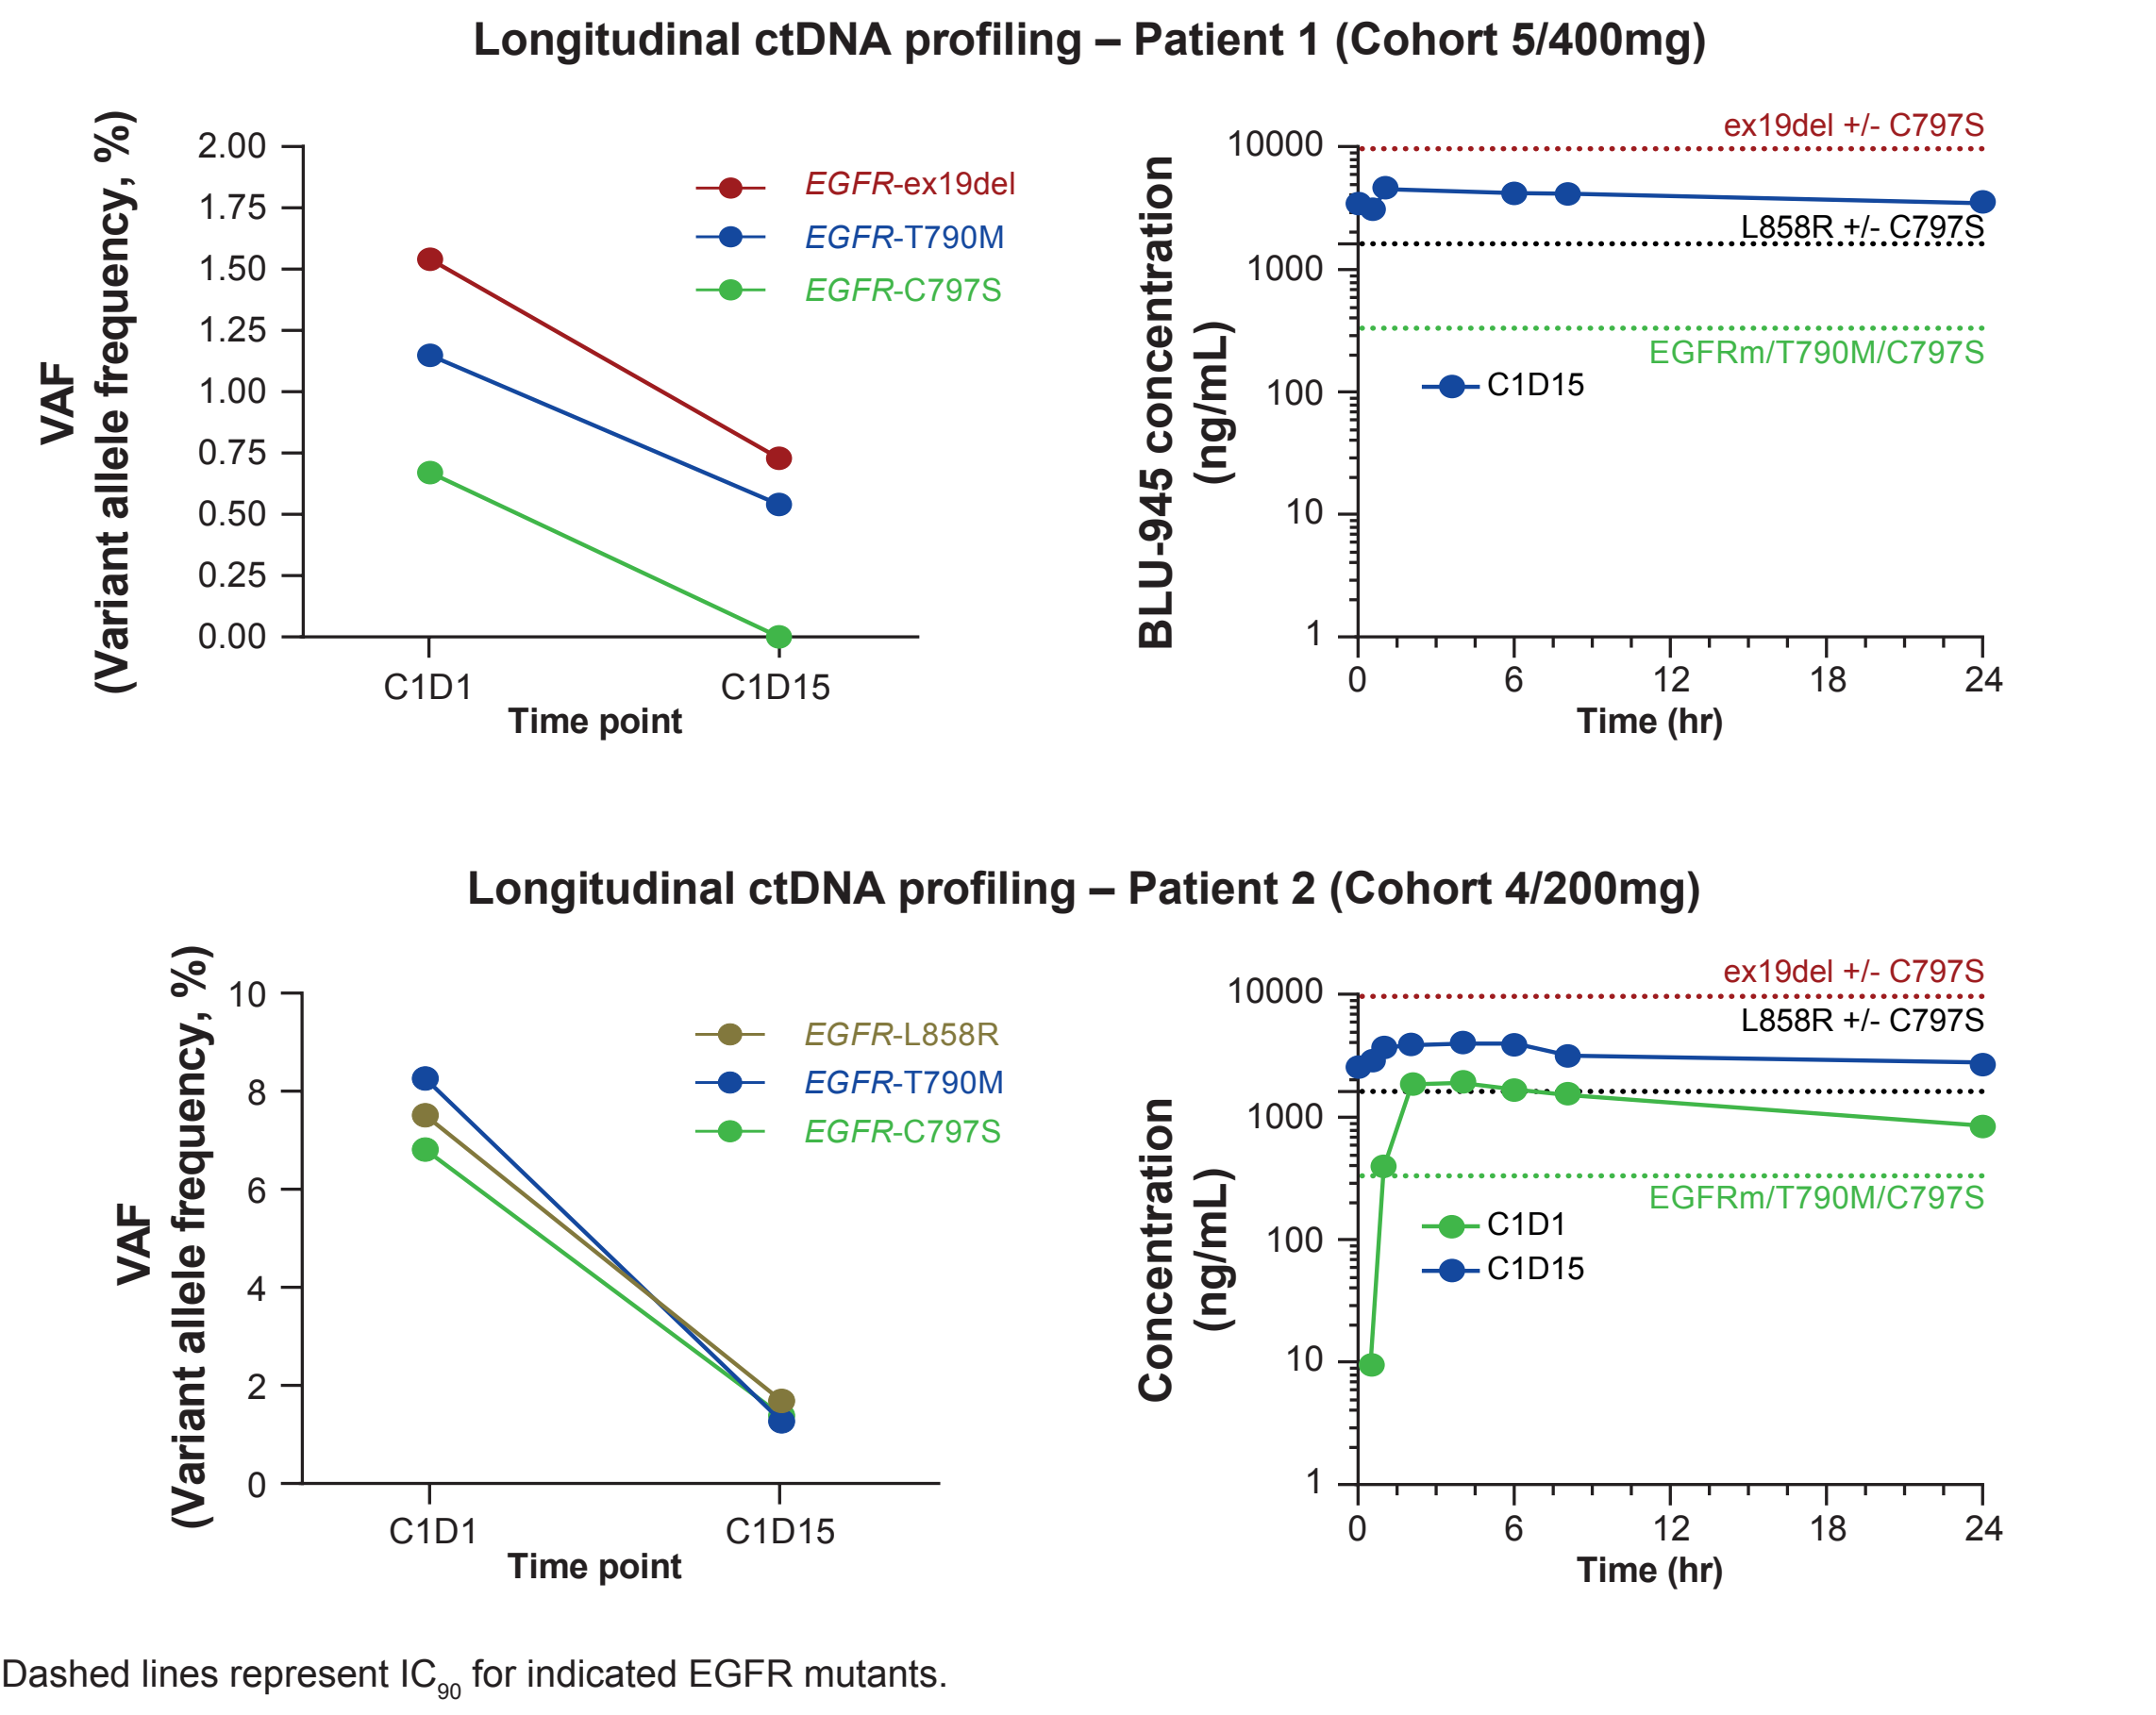 Longitudinal ctDNA profiling – Patient 1 (Cohort 5/400mg)
VAF
(Variant allele frequency, %)
2.00
1.75
1.50
1.25
1.00
0.75
0.50
0.25
0.00
EGFR-ex19del
EGFR-T790M
EGFR-C797S
C1D1
C1D15
Time point
BLU-945 concentration
(ng/mL)
10000
1000
100
10
1
ex19del +/- C797S
L858R +/- C797S
EGFRm/T790M/C797S
C1D15
0
6
12
18
24
Time (hr)
Longitudinal ctDNA profiling – Patient 2 (Cohort 4/200mg)
VAF
(Variant allele frequency, %)
10
8
6
4
2
0
EGFR-L858R
EGFR-T790M
EGFR-C797S
C1D1
C1D15
Time point
Concentration
(ng/mL)
10000
1000
100
10
1
ex19del +/- C797S
L858R +/- C797S
EGFRm/T790M/C797S
C1D1
C1D15
0
6
12
18
24
Time (hr)
Dashed lines represent IC90 for indicated EGFR mutants.